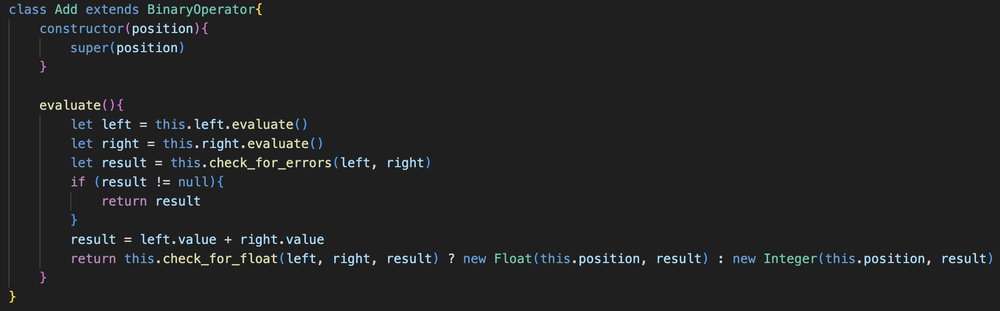 class Add extends BinaryOperator{
    constructor(position){
        super(position)
    }

    evaluate(){
        let left = this.left.evaluate()
        let right = this.right.evaluate()
        let result = this.check_for_errors(left, right)
        if (result != null){
            return result
        }
        result = left.value + right.value
        return this.check_for_float(left, right, result) ? new Float(this.position, result) : new Integer(this.position, result)
    }
}